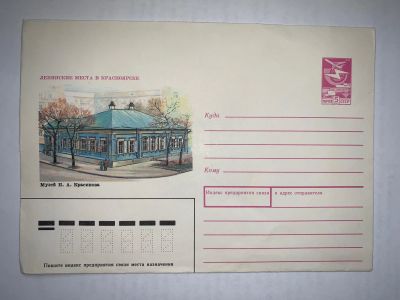 ЛЕНИНСКИЕ МЕСТА В КРАСНОЯРСКЕ
Музей П. А. Красикова
Куда
Кому
Индекс предприятия связи и адрес отправителя
Пишите индекс предприятия связи места назначения